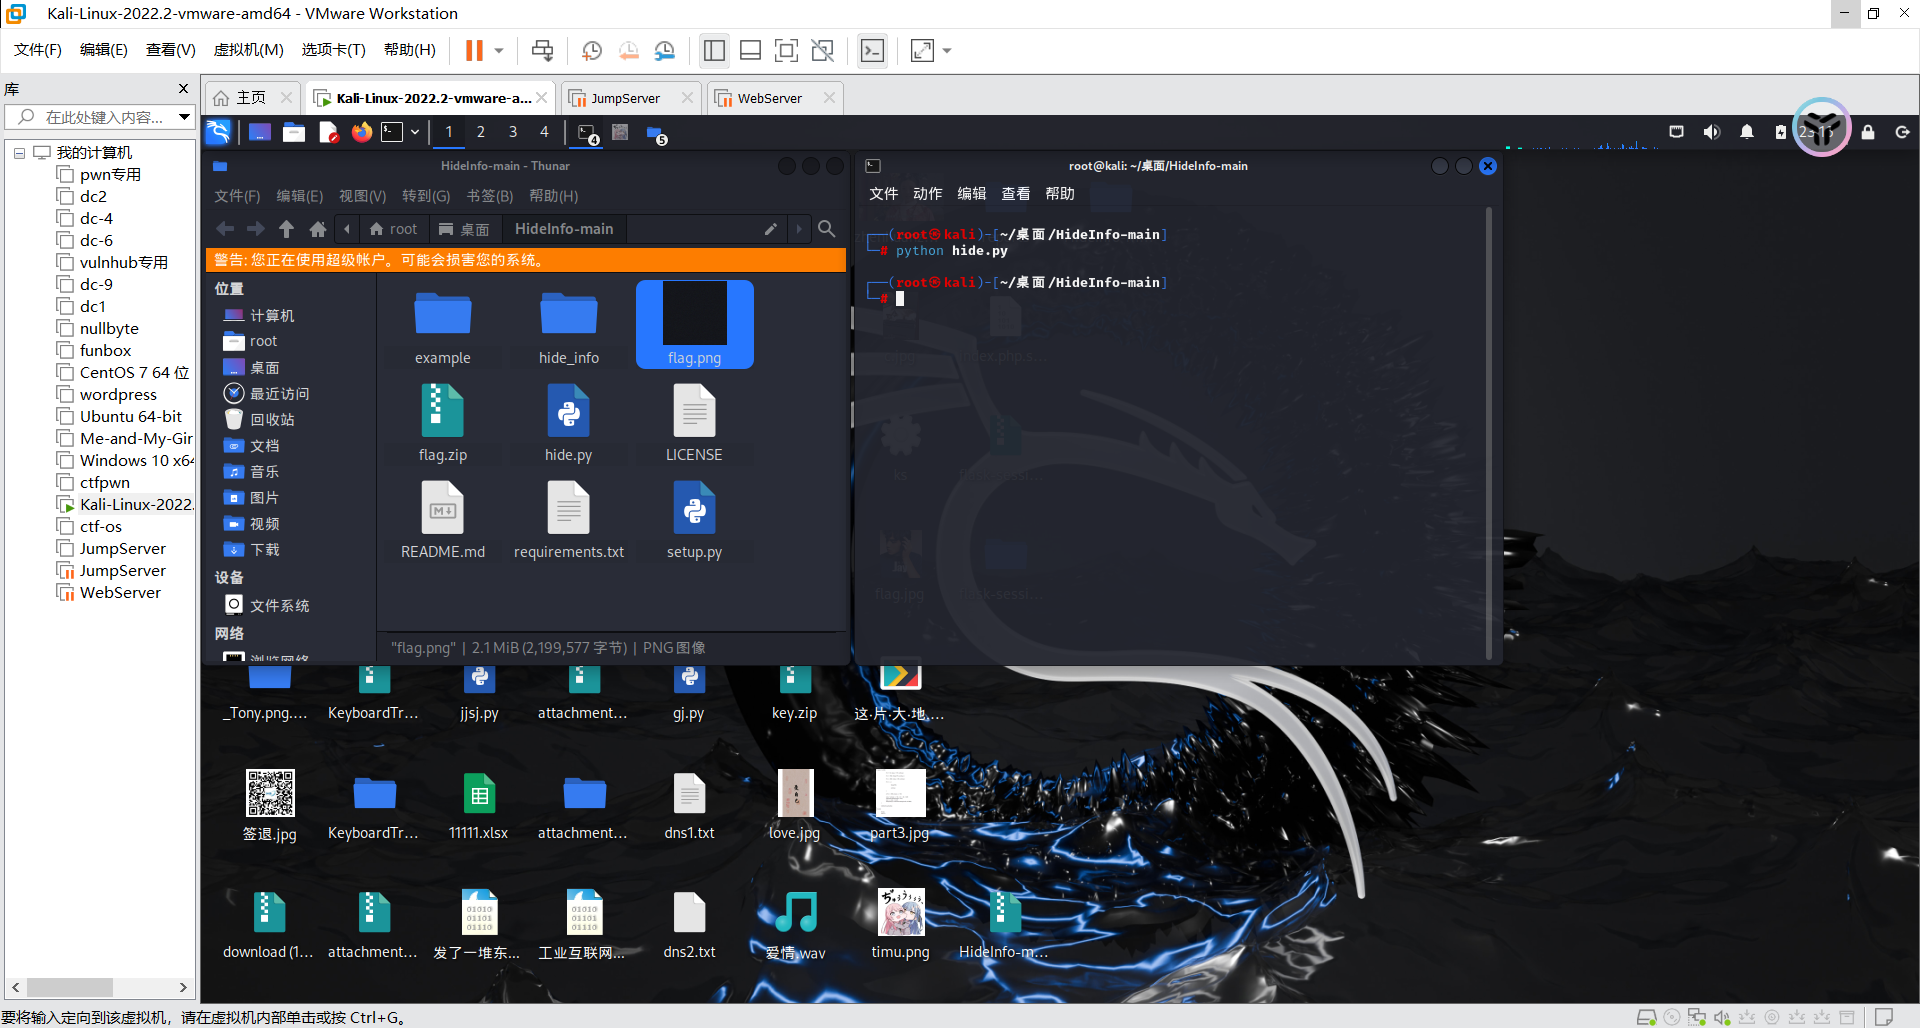 Kali-Linux-2022.2-vmware-amd64 - VMware Workstation
文件(F) 编辑(E) 查看(V) 虚拟机(M) 选项卡(T) 帮助(H)
库
在此处键入内容...
我的计算机
pwn专用
dc2
dc-4
dc-6
vulnhub专用
dc-9
dc1
nullbyte
funbox
CentOS 7 64 位
wordpress
Ubuntu 64-bit
Me-and-My-Gir
Windows 10 x64
ctfpwn
Kali-Linux-2022.
ctf-os
JumpServer
JumpServer
WebServer
主页 Kali-Linux-2022.2-vmware-a... JumpServer WebServer
1 2 3 4 4 5
HideInfo-main - Thunar
文件(F) 编辑(E) 视图(V) 转到(G) 书签(B) 帮助(H)
root 桌面 HideInfo-main
警告: 您正在使用超级帐户。可能会损害您的系统。
位置
计算机
root
桌面
最近访问
回收站
文档
音乐
图片
视频
下载
设备
文件系统
网络
浏览网络
example hide_info flag.png
flag.zip hide.py LICENSE
README.md requirements.txt setup.py
"flag.png" | 2.1 MiB (2,199,577 字节) | PNG 图像
root@kali: ~/桌面/HideInfo-main
文件 动作 编辑 查看 帮助
(root㉿kali)-[~/桌面/HideInfo-main]
# python hide.py
(root㉿kali)-[~/桌面/HideInfo-main]
#
_Tony.png.... KeyboardTr... jjsj.py attachment... gj.py key.zip 这·片·大·地....
签退.jpg KeyboardTr... 11111.xlsx attachment... dns1.txt love.jpg part3.jpg
download (1... attachment... 发了一堆东... 工业互联网... dns2.txt 爱情.wav timu.png HideInfo-m...
要将输入定向到该虚拟机，请在虚拟机内部单击或按 Ctrl+G。